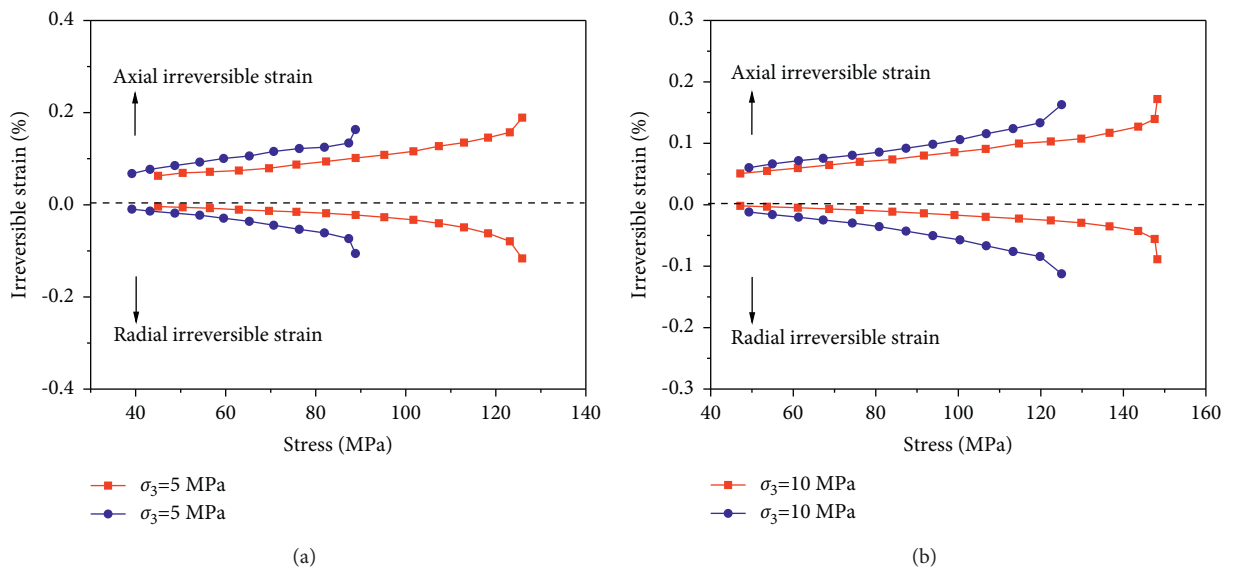 0.4
0.2
0.0
-0.2
-0.4
Irreversible strain (%)
Axial irreversible strain
Radial irreversible strain
40 60 80 100 120 140
Stress (MPa)
σ3=5 MPa
σ3=5 MPa
(a)
0.3
0.2
0.1
0.0
-0.1
-0.2
-0.3
Irreversible strain (%)
Axial irreversible strain
Radial irreversible strain
40 60 80 100 120 140 160
Stress (MPa)
σ3=10 MPa
σ3=10 MPa
(b)